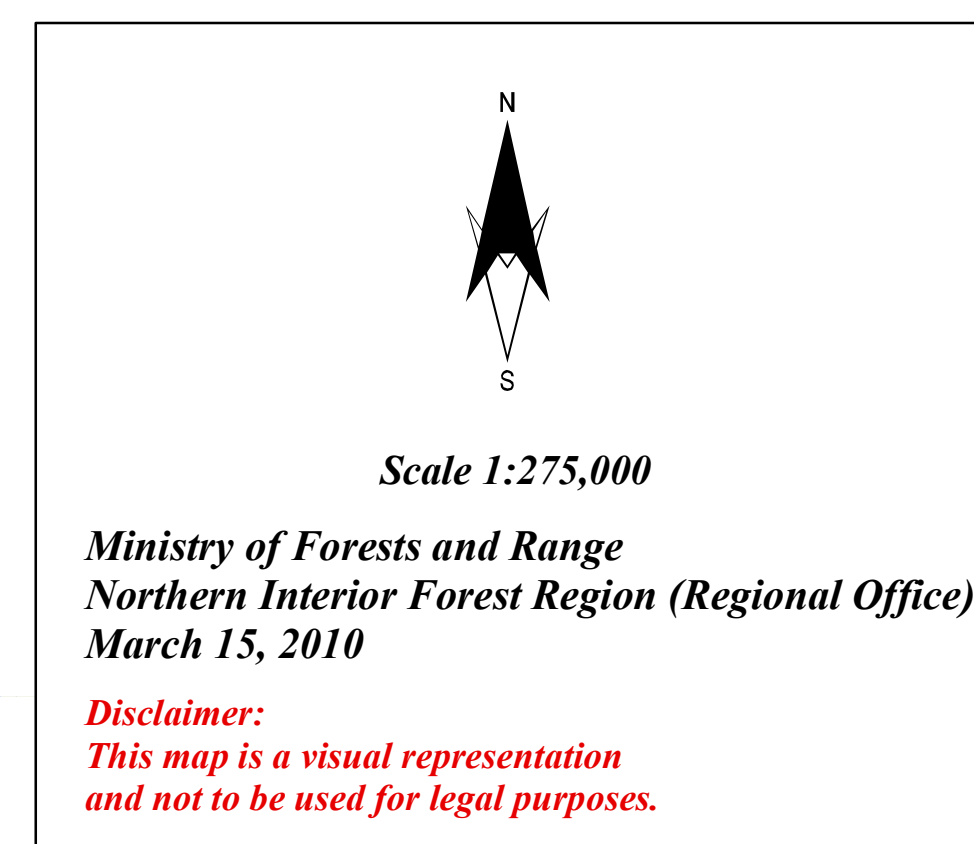 N
S
Scale 1:275,000
Ministry of Forests and Range
Northern Interior Forest Region (Regional Office)
March 15, 2010
Disclaimer:
This map is a visual representation
and not to be used for legal purposes.